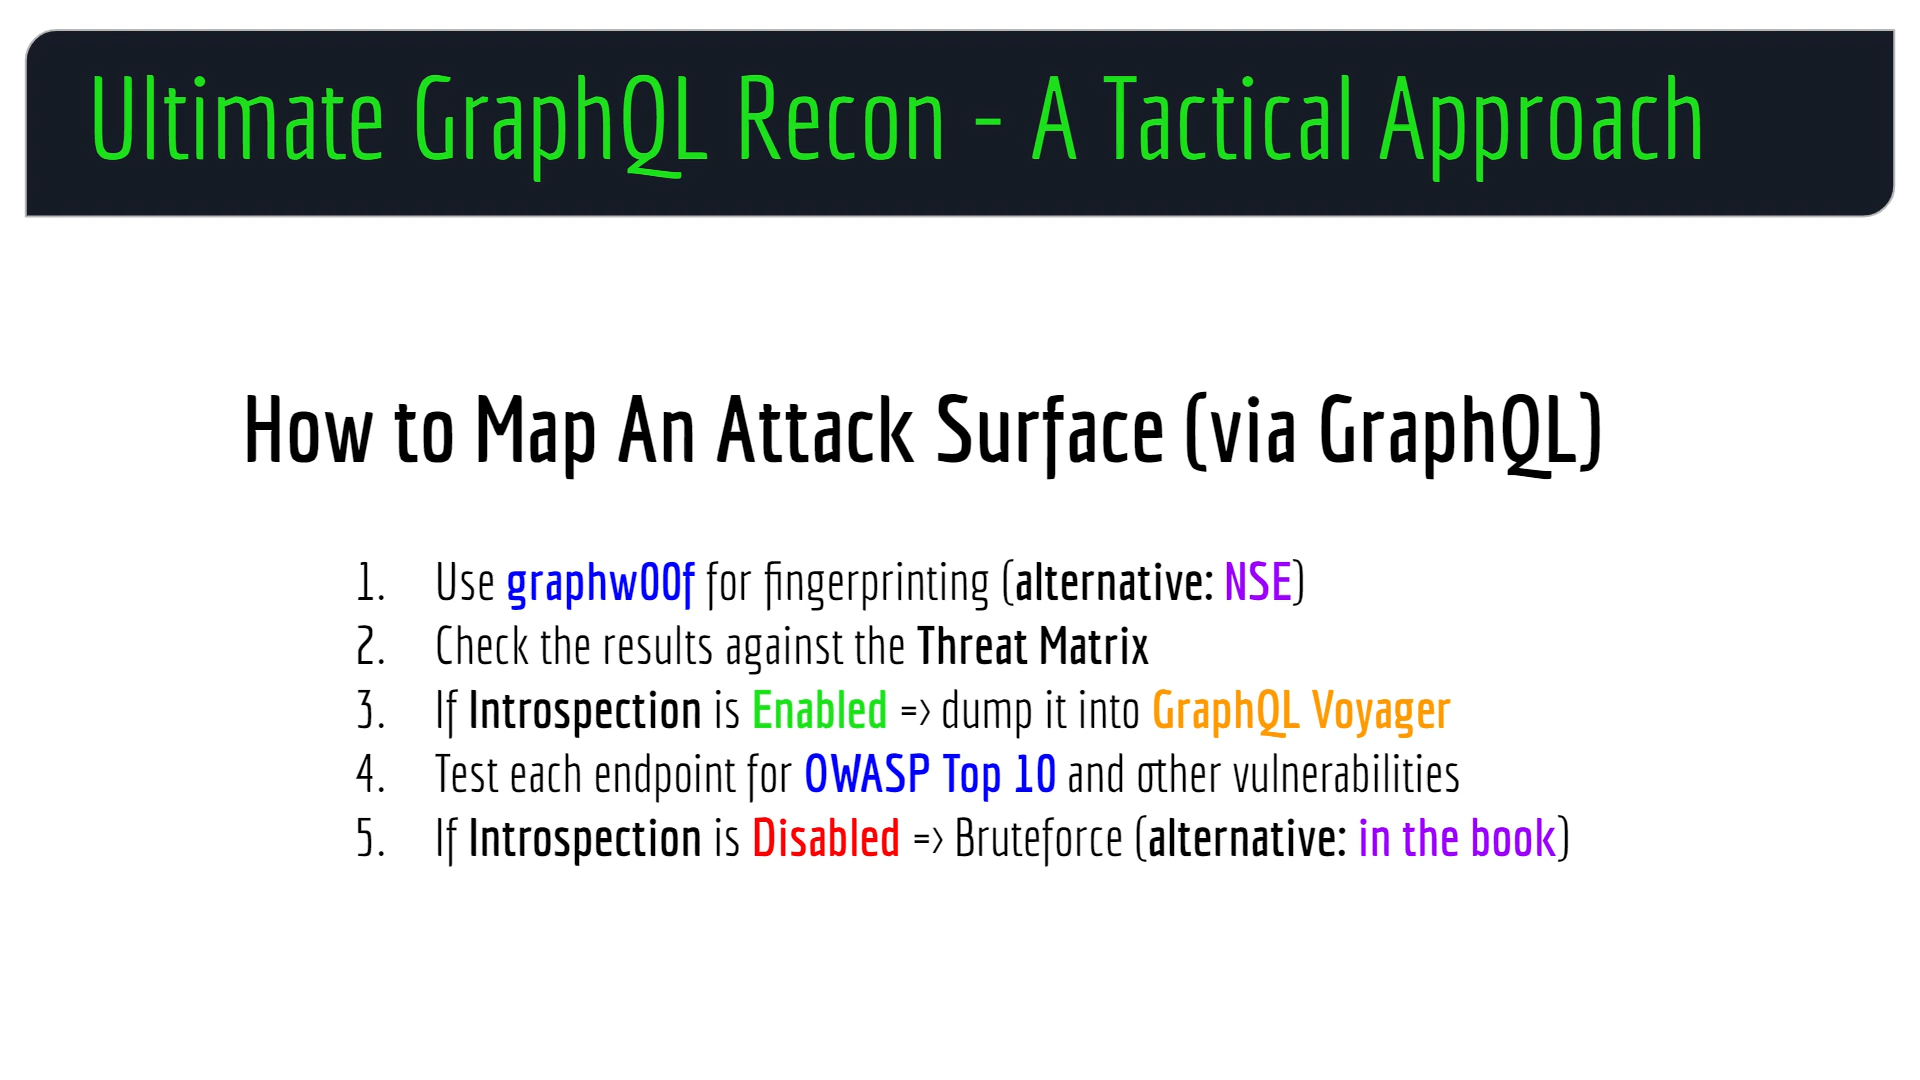 Ultimate GraphQL Recon - A Tactical Approach
How to Map An Attack Surface (via GraphQL)
1. Use graphw00f for fingerprinting (alternative: NSE)
2. Check the results against the Threat Matrix
3. If Introspection is Enabled => dump it into GraphQL Voyager
4. Test each endpoint for OWASP Top 10 and other vulnerabilities
5. If Introspection is Disabled => Bruteforce (alternative: in the book)